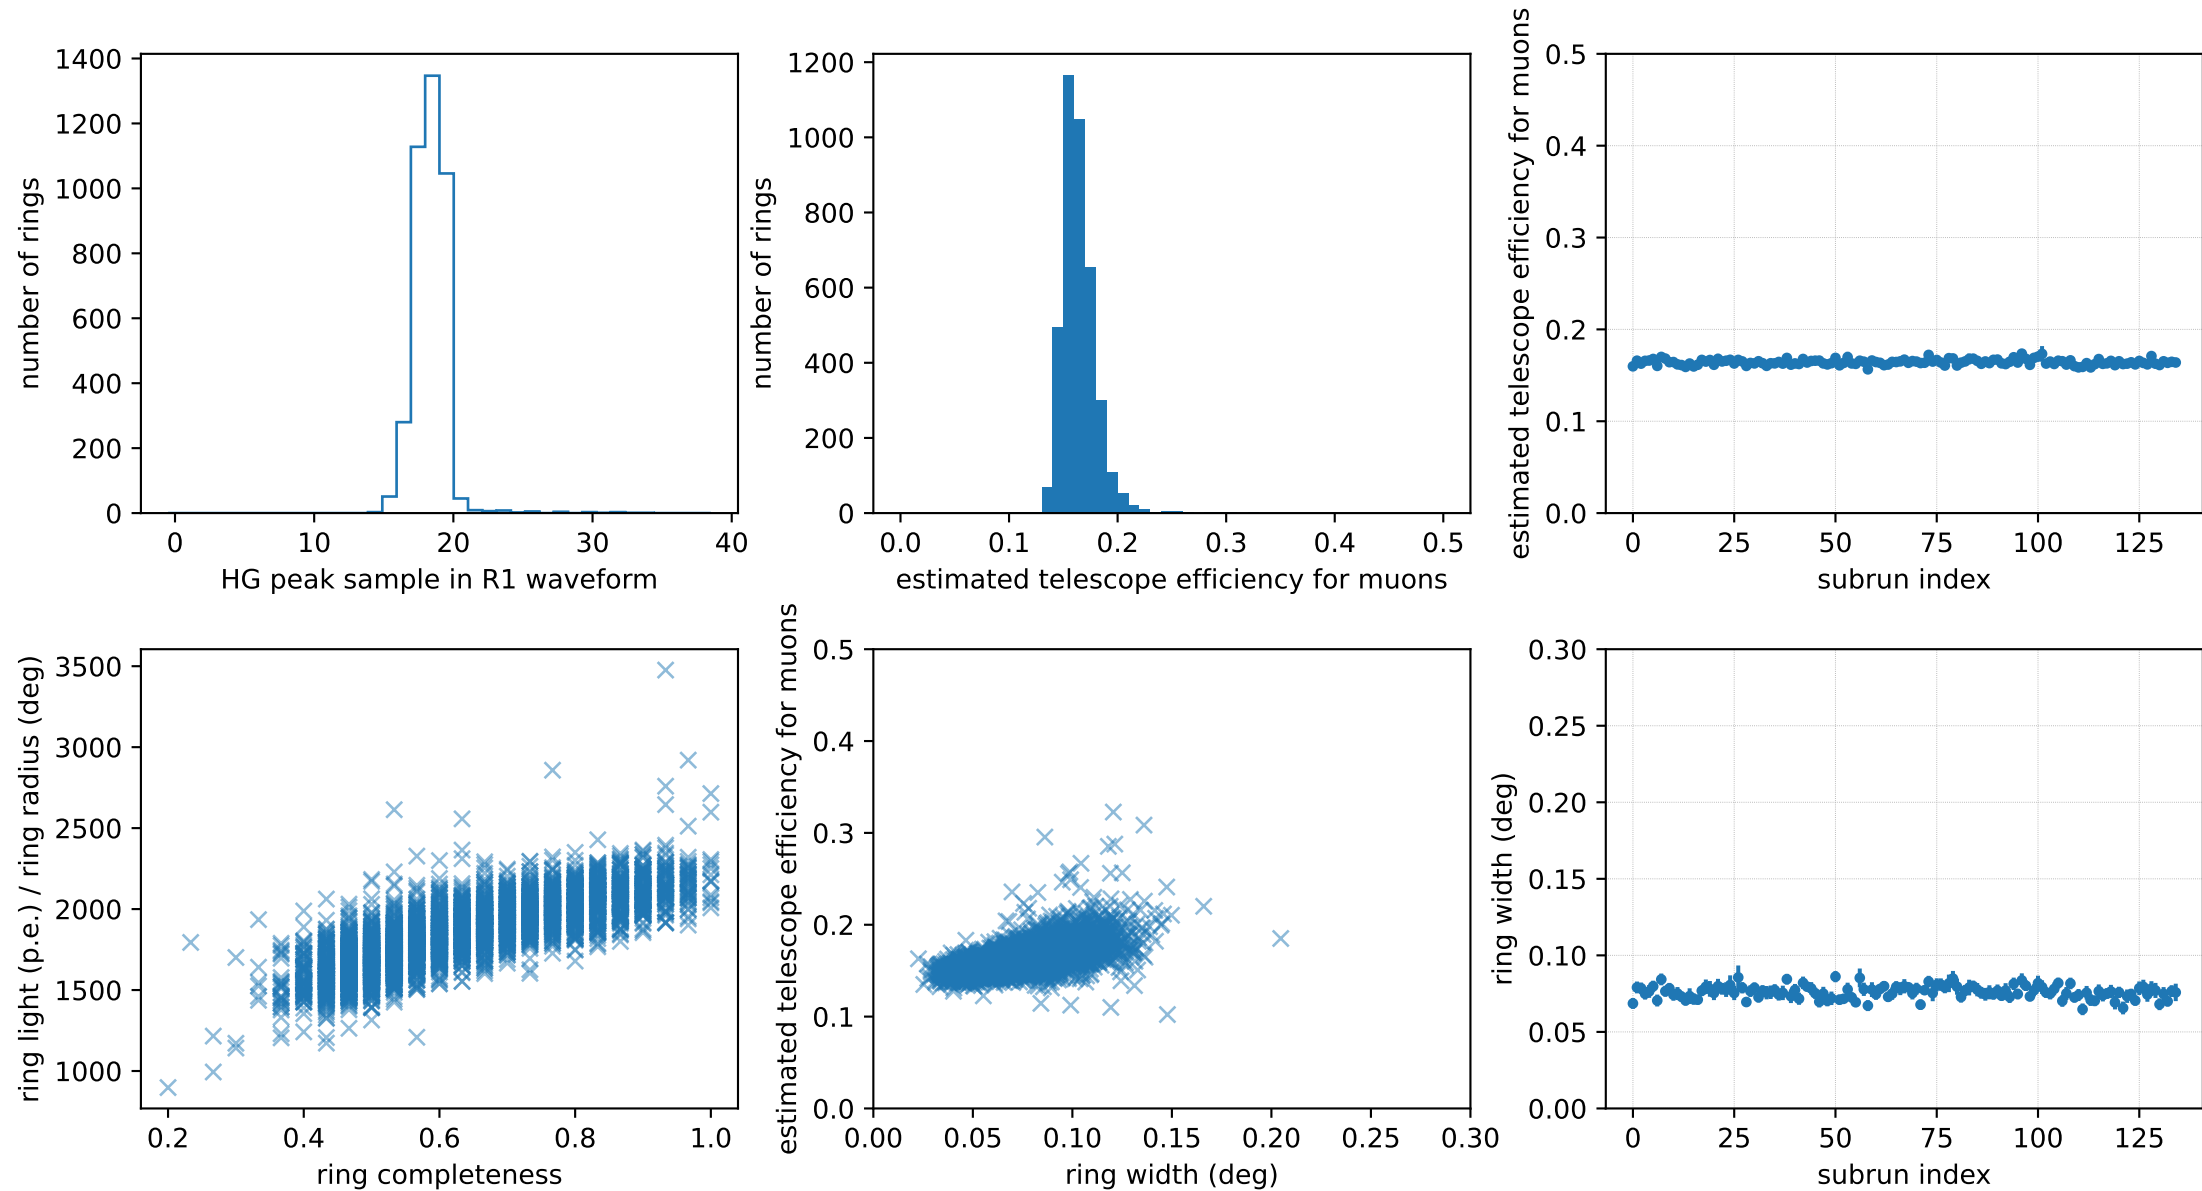 1400
1200
1000
800
600
400
200
0
number of rings
0 10 20 30 40
HG peak sample in R1 waveform
1200
1000
800
600
400
200
0
number of rings
0.0 0.1 0.2 0.3 0.4 0.5
estimated telescope efficiency for muons
0.5
0.4
0.3
0.2
0.1
0.0
estimated telescope efficiency for muons
0 25 50 75 100 125
subrun index
3500
3000
2500
2000
1500
1000
ring light (p.e.) / ring radius (deg)
0.2 0.4 0.6 0.8 1.0
ring completeness
0.5
0.4
0.3
0.2
0.1
0.0
estimated telescope efficiency for muons
0.00 0.05 0.10 0.15 0.20 0.25 0.30
ring width (deg)
0.30
0.25
0.20
0.15
0.10
0.05
0.00
ring width (deg)
0 25 50 75 100 125
subrun index